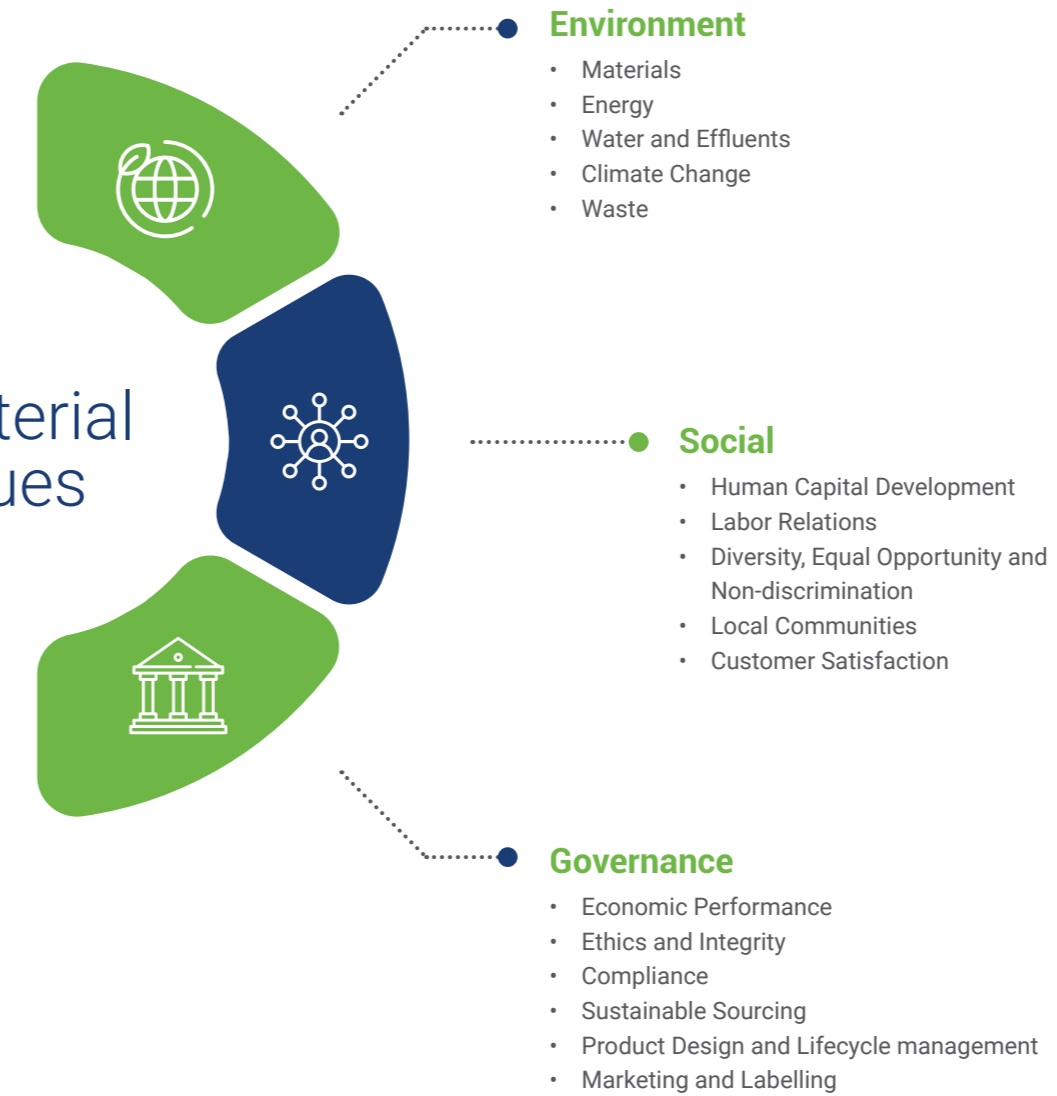 Environment
• Materials
• Energy
• Water and Effluents
• Climate Change
• Waste
terial
ues
Social
• Human Capital Development
• Labor Relations
• Diversity, Equal Opportunity and
Non-discrimination
• Local Communities
• Customer Satisfaction
Governance
• Economic Performance
• Ethics and Integrity
• Compliance
• Sustainable Sourcing
• Product Design and Lifecycle management
• Marketing and Labelling